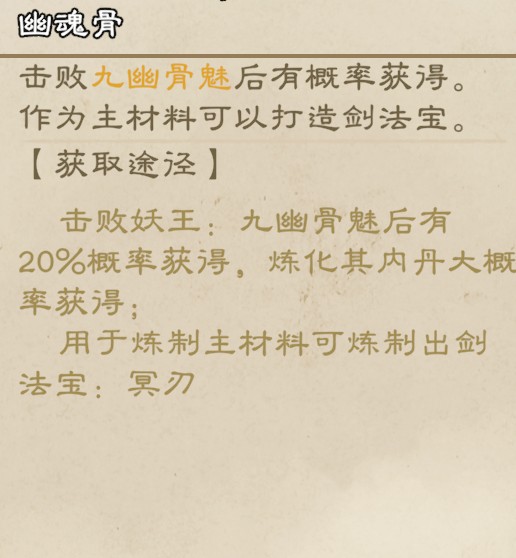 幽魂骨
击败九幽骨魅后有概率获得。
作为主材料可以打造剑法宝。
【获取途径】
击败妖王：九幽骨魅后有
20%概率获得，炼化其内丹大概
率获得；
用于炼制主材料可炼制出剑
法宝：冥刃